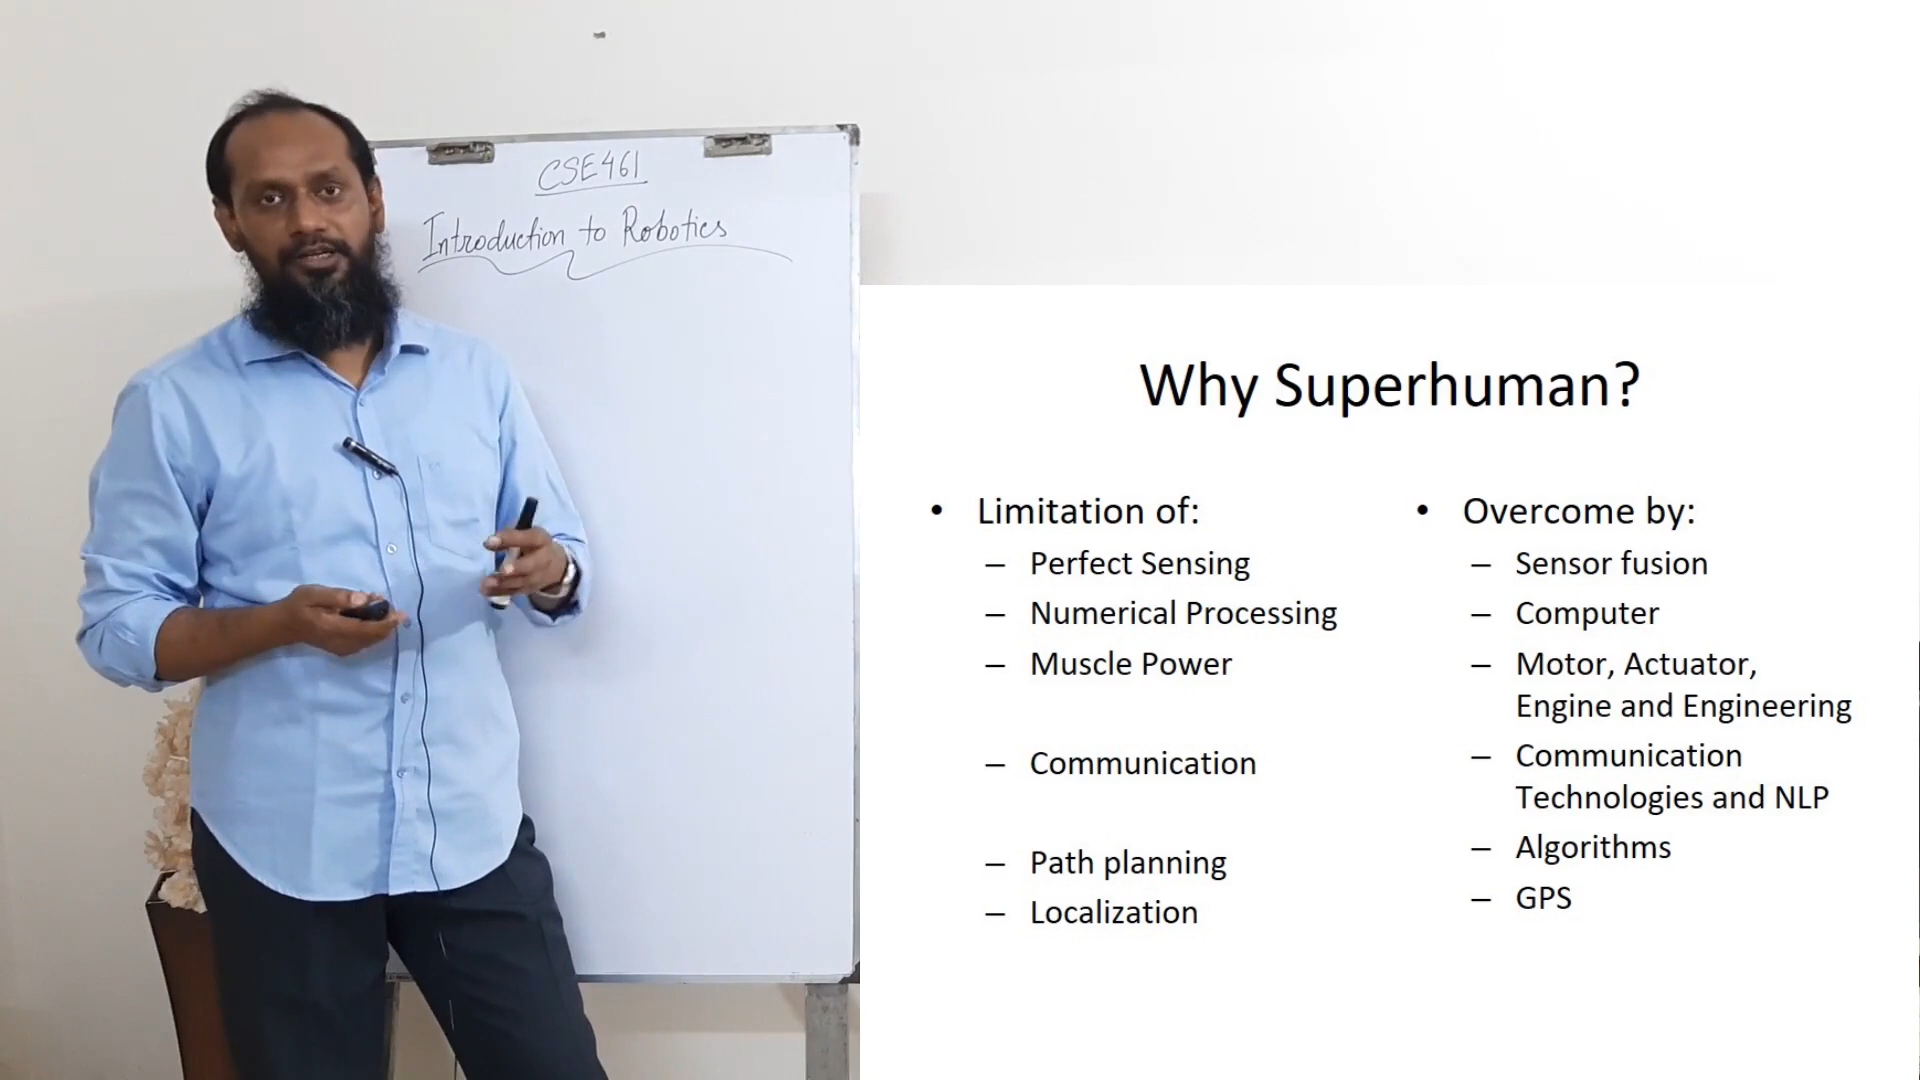 CSE461
Introduction to Robotics
Why Superhuman?
• Limitation of:
– Perfect Sensing
– Numerical Processing
– Muscle Power
– Communication
– Path planning
– Localization
• Overcome by:
– Sensor fusion
– Computer
– Motor, Actuator,
Engine and Engineering
– Communication
Technologies and NLP
– Algorithms
– GPS